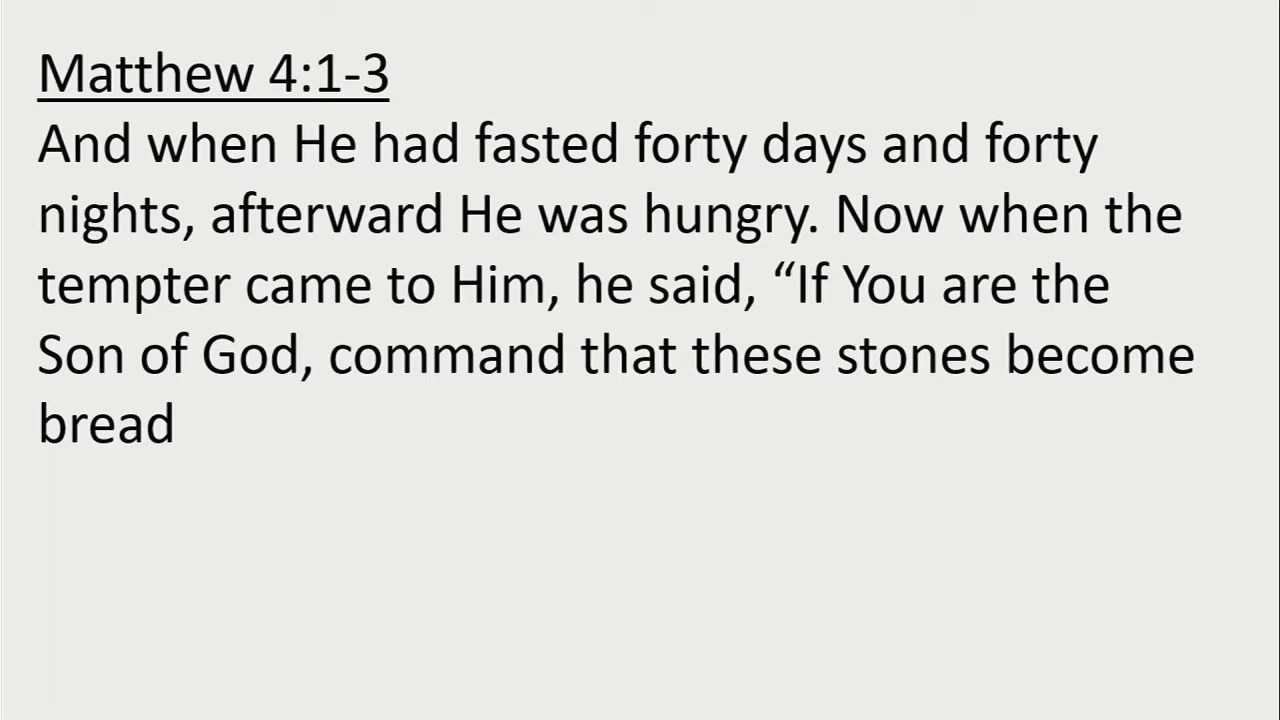 Matthew 4:1-3
And when He had fasted forty days and forty
nights, afterward He was hungry. Now when the
tempter came to Him, he said, “If You are the
Son of God, command that these stones become
bread